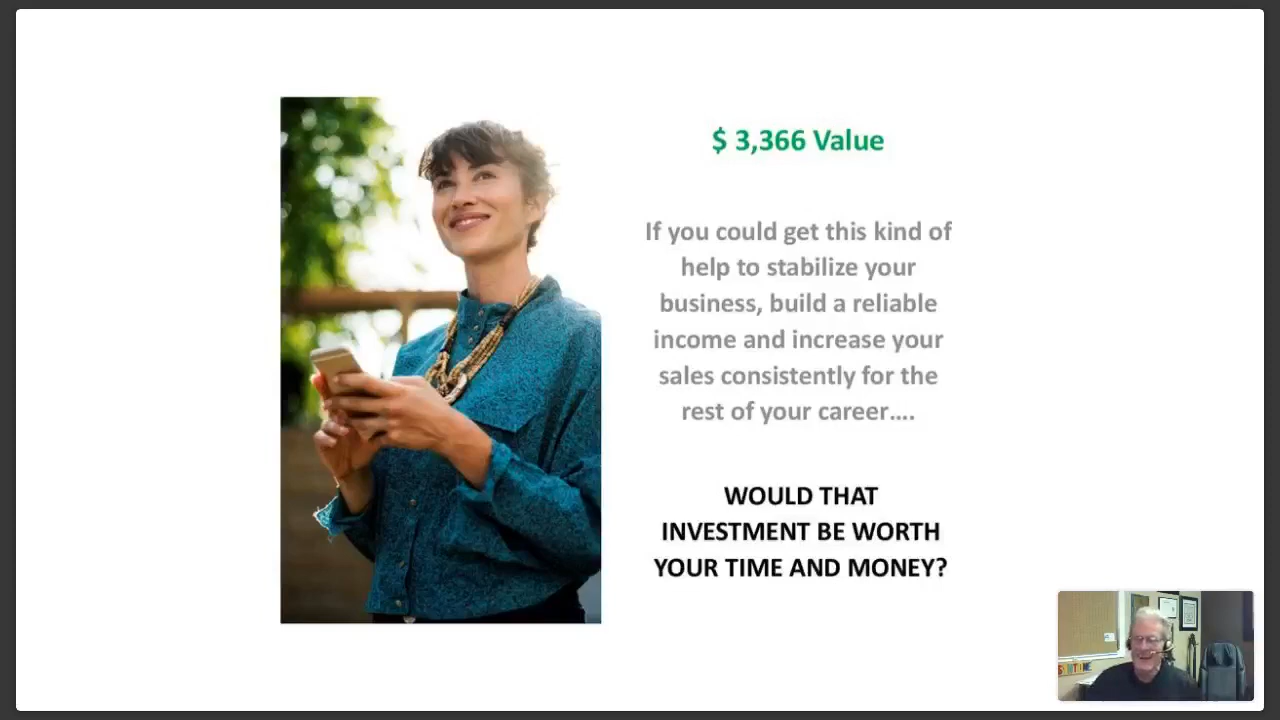 $ 3,366 Value
If you could get this kind of
help to stabilize your
business, build a reliable
income and increase your
sales consistently for the
rest of your career....
WOULD THAT
INVESTMENT BE WORTH
YOUR TIME AND MONEY?